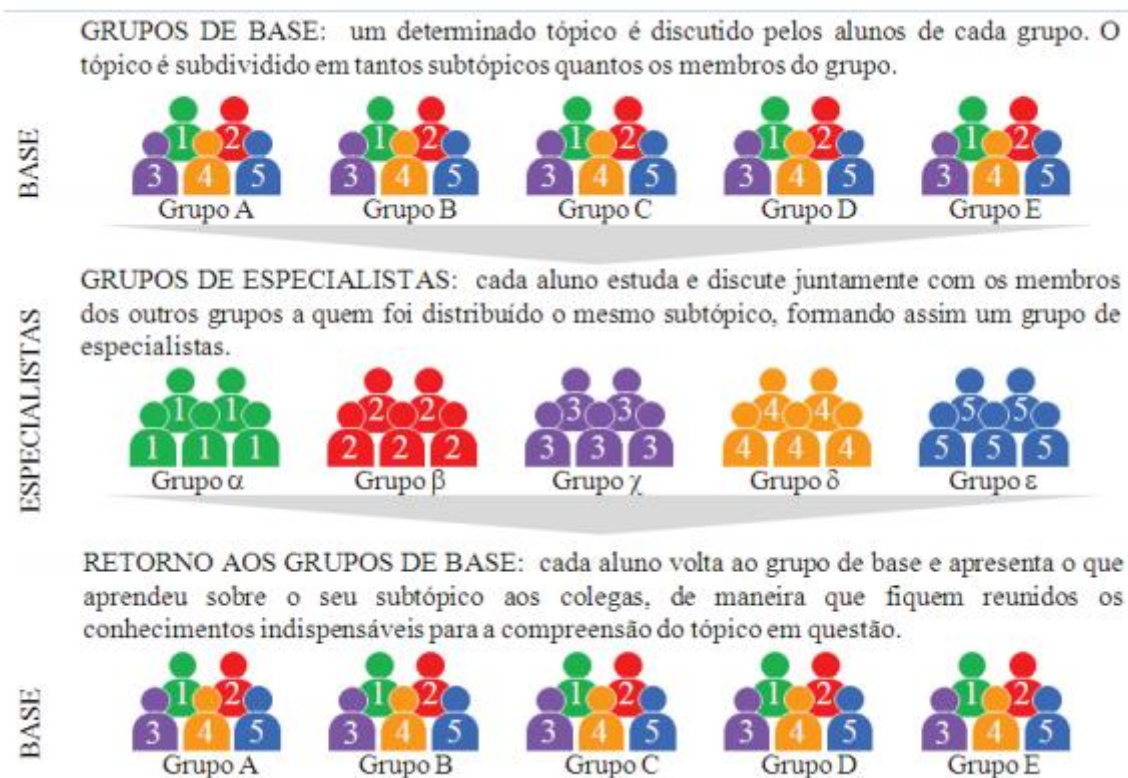 GRUPOS DE BASE: um determinado tópico é discutido pelos alunos de cada grupo. O
tópico é subdividido em tantos subtópicos quantos os membros do grupo.
BASE
1 2 1 2 1 2 1 2 1 2
3 4 5 3 4 5 3 4 5 3 4 5 3 4 5
Grupo A Grupo B Grupo C Grupo D Grupo E
GRUPOS DE ESPECIALISTAS: cada aluno estuda e discute juntamente com os membros
dos outros grupos a quem foi distribuído o mesmo subtópico, formando assim um grupo de
especialistas.
ESPECIALISTAS
1 1 2 2 3 3 4 4 5 5
1 1 1 2 2 2 3 3 3 4 4 4 5 5 5
Grupo α Grupo β Grupo χ Grupo δ Grupo ε
RETORNO AOS GRUPOS DE BASE: cada aluno volta ao grupo de base e apresenta o que
aprendeu sobre o seu subtópico aos colegas, de maneira que fiquem reunidos os
conhecimentos indispensáveis para a compreensão do tópico em questão.
BASE
1 2 1 2 1 2 1 2 1 2
3 4 5 3 4 5 3 4 5 3 4 5 3 4 5
Grupo A Grupo B Grupo C Grupo D Grupo E